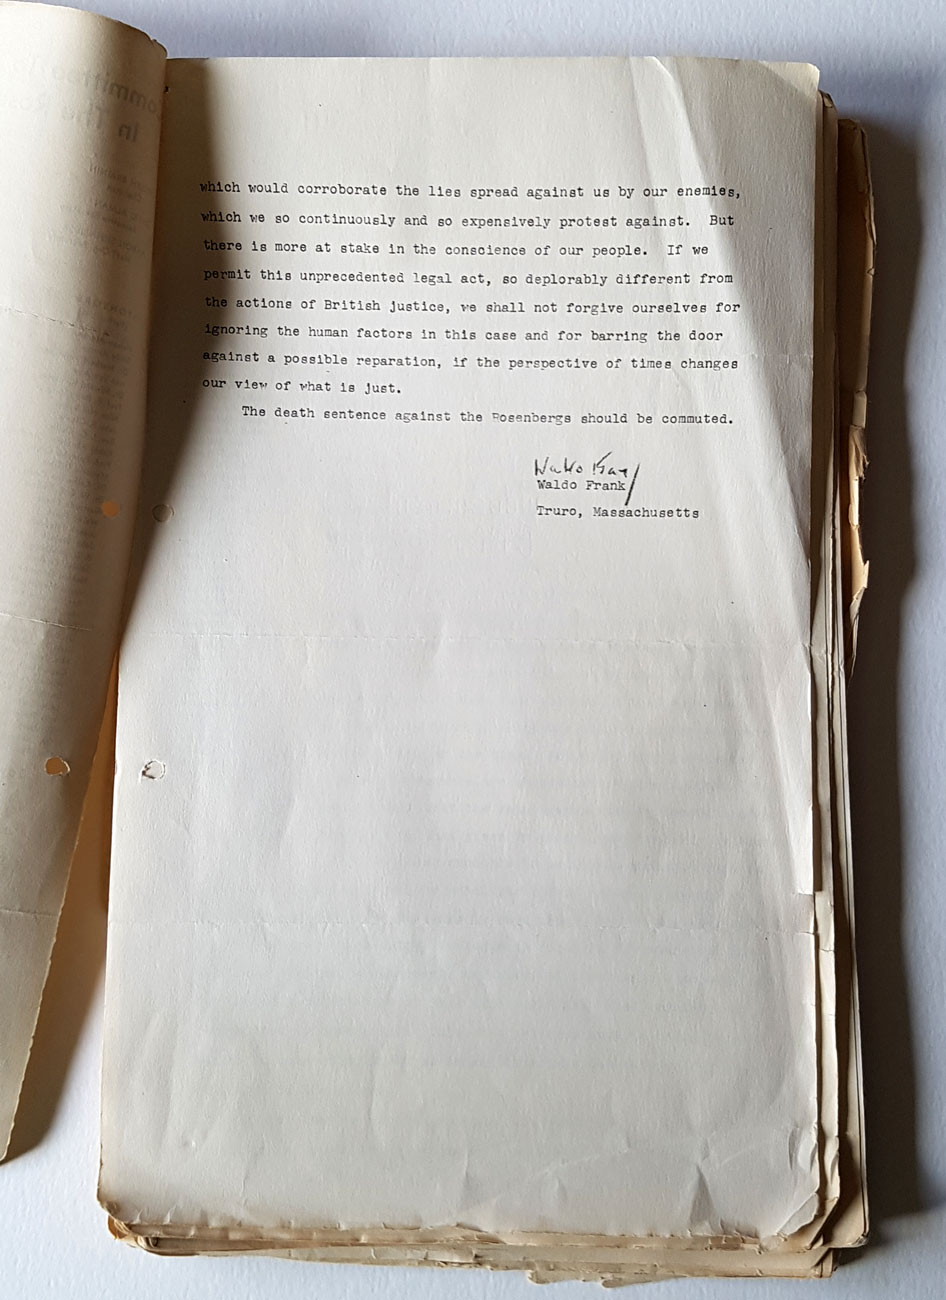 which would corroborate the lies spread against us by our enemies,
which we so continuously and so expensively protest against. But
there is more at stake in the conscience of our people. If we
permit this unprecedented legal act, so deplorably different from
the actions of British justice, we shall not forgive ourselves for
ignoring the human factors in this case and for barring the door
against a possible reparation, if the perspective of times changes
our view of what is just.
The death sentence against the Rosenbergs should be commuted.
Waldo Frank
Waldo Frank
Truro, Massachusetts